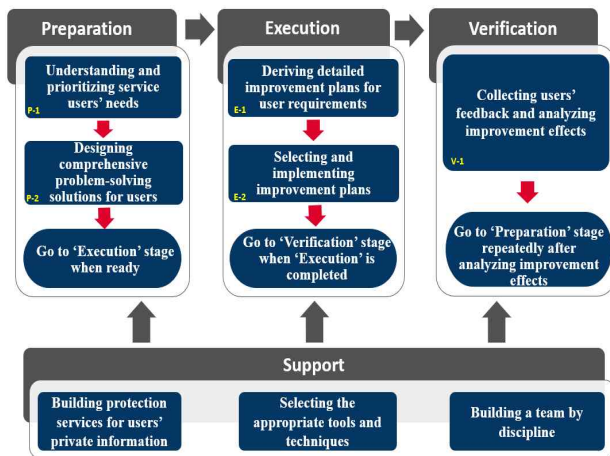 Preparation
Understanding and
prioritizing service
users' needs
P-1
Designing
comprehensive
problem-solving
solutions for users
P-2
Go to 'Execution' stage
when ready
Execution
Deriving detailed
improvement plans for
user requirements
E-1
Selecting and
implementing
improvement plans
E-2
Go to 'Verification' stage
when 'Execution' is
completed
Verification
Collecting users'
feedback and analyzing
improvement effects
V-1
Go to 'Preparation' stage
repeatedly after
analyzing improvement
effects
Support
Building protection
services for users'
private information
Selecting the
appropriate tools and
techniques
Building a team by
discipline